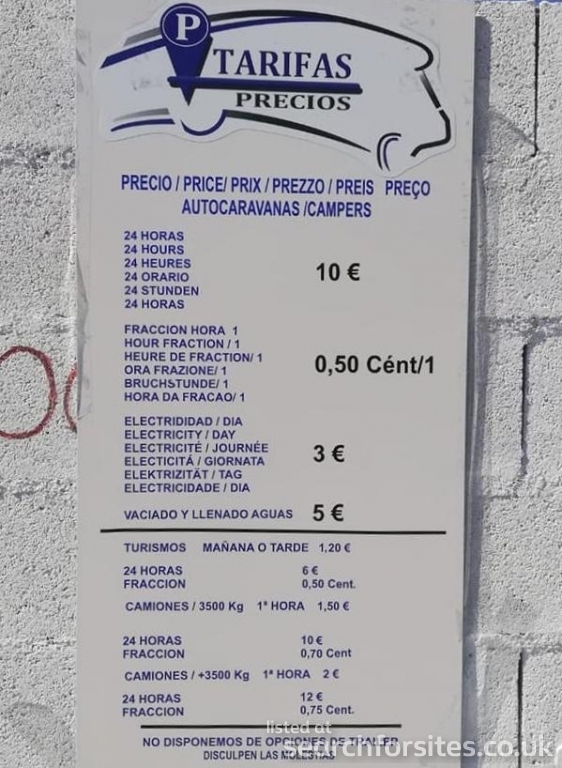 P
TARIFAS
PRECIOS
PRECIO / PRICE/ PRIX / PREZZO / PREIS PREÇO
AUTOCARAVANAS /CAMPERS
24 HORAS
24 HOURS
24 HEURES
24 ORARIO
24 STUNDEN
24 HORAS
10 €
FRACCION HORA 1
HOUR FRACTION / 1
HEURE DE FRACTION/ 1
ORA FRAZIONE/ 1
BRUCHSTUNDE/ 1
HORA DA FRACAO/ 1
0,50 Cént/1
ELECTRIDIDAD / DIA
ELECTRICITY / DAY
ELECTRICITÉ / JOURNÉE
ELECTICITÁ / GIORNATA
ELEKTRIZITÄT / TAG
ELECTRICIDADE / DIA
3 €
VACIADO Y LLENADO AGUAS 5 €
TURISMOS MAÑANA O TARDE 1,20 €
24 HORAS 6 €
FRACCION 0,50 Cent.
CAMIONES / 3500 Kg 1ª HORA 1,50 €
24 HORAS 10 €
FRACCION 0,70 Cent
CAMIONES / +3500 Kg 1ª HORA 2 €
24 HORAS 12 €
FRACCION 0,75 Cent.
NO DISPONEMOS DE OPCIONES DE TRAILER
DISCULPEN LAS MOLESTIAS
listed at
searchforsites.co.uk